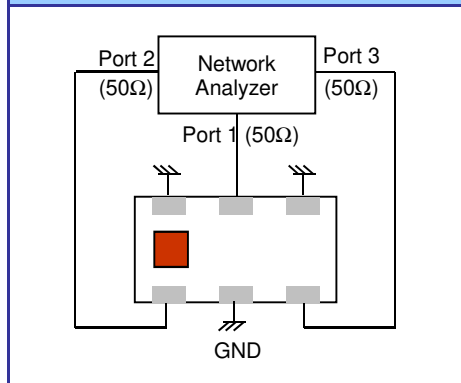 Port 2
(50Ω)
Network
Analyzer
Port 3
(50Ω)
Port 1 (50Ω)
GND